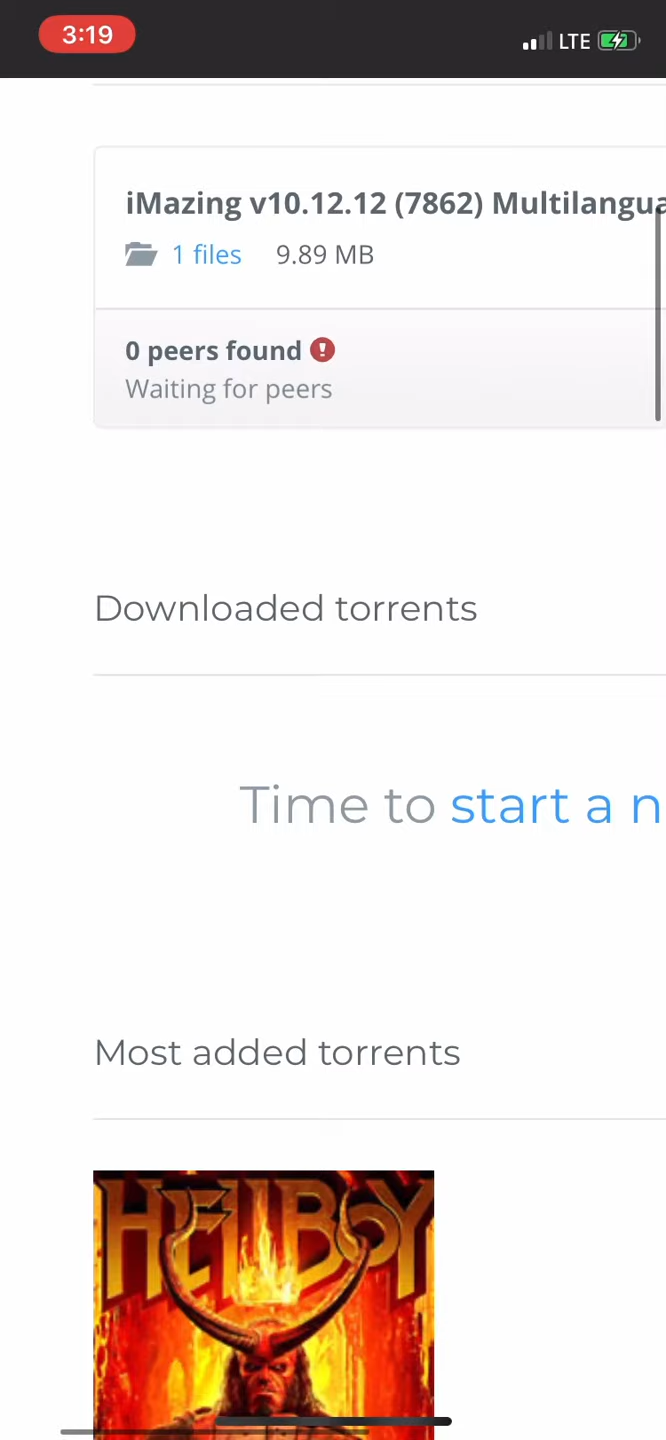 3:19
LTE
iMazing v10.12.12 (7862) Multilangua
1 files 9.89 MB
0 peers found
Waiting for peers
Downloaded torrents
Time to start a n
Most added torrents
HELLBOY